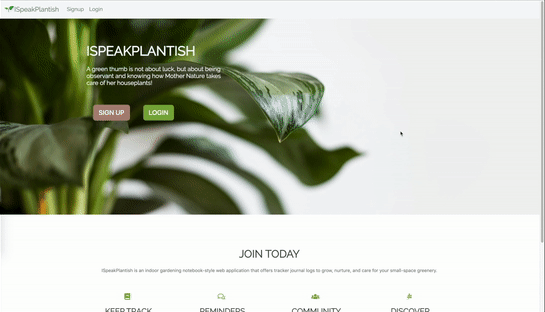 ISpeakPlantish Signup Login
ISPEAKPLANTISH
A green thumb is not about luck, but about being
observant and knowing how Mother Nature takes
care of her houseplants!
SIGN UP LOGIN
JOIN TODAY
ISpeakPlantish is an indoor gardening notebook-style web application that offers tracker journal logs to grow, nurture, and care for your small-space greenery.
KEEP TRACK REMINDERS COMMUNITY DISCOVER